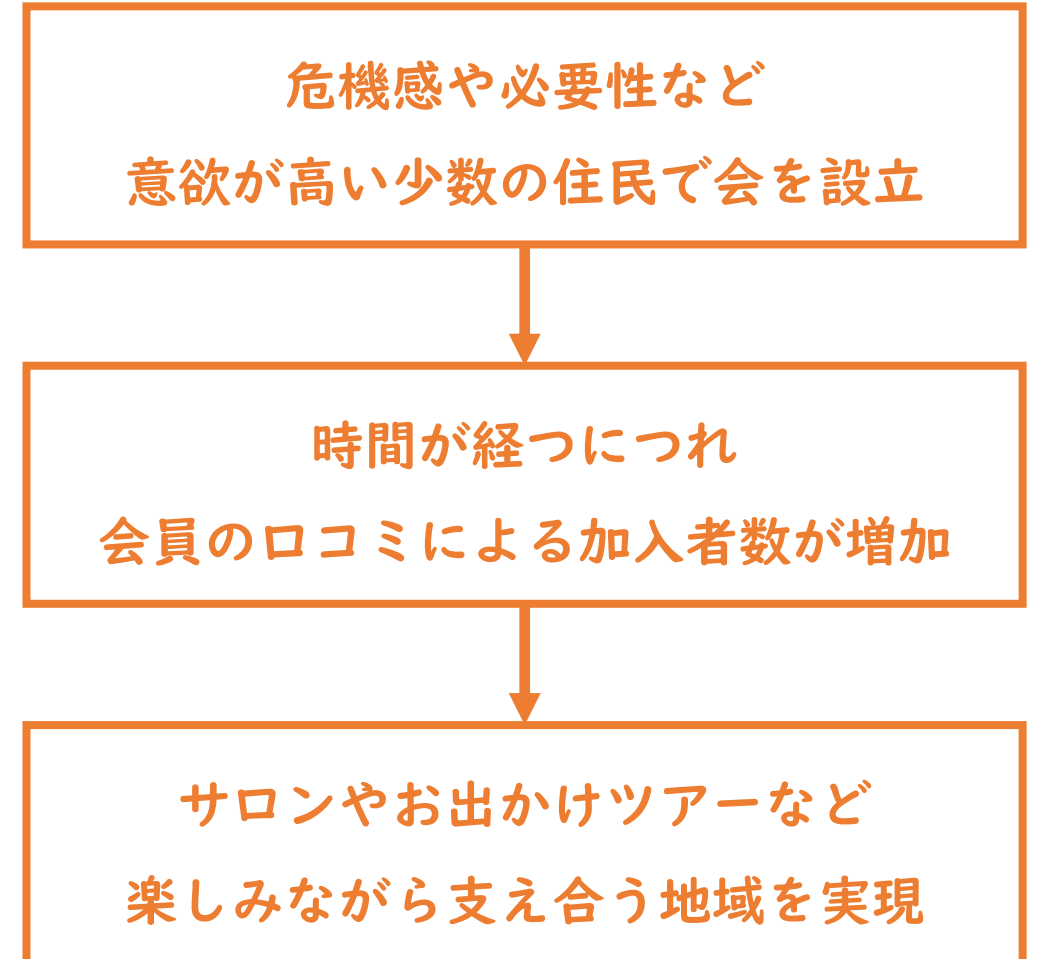 危機感や必要性など
意欲が高い少数の住民で会を設立
時間が経つにつれ
会員の口コミによる加入者数が増加
サロンやお出かけツアーなど
楽しみながら支え合う地域を実現